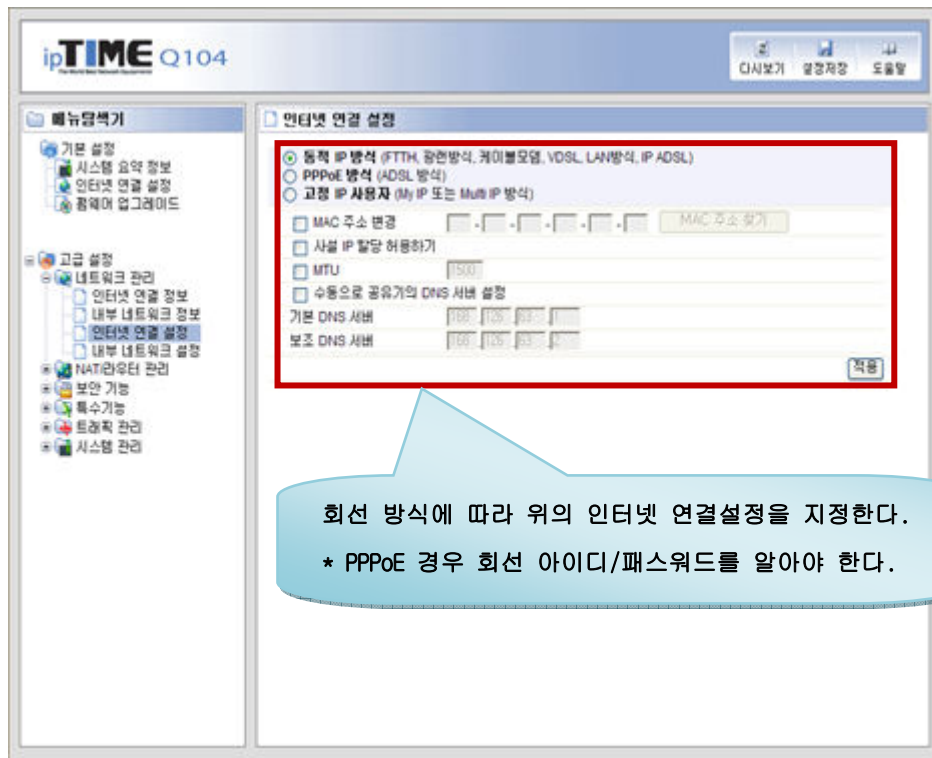 ipTIME Q104
다시보기 설정저장 도움말
메뉴탐색기
기본 설정
시스템 요약 정보
인터넷 연결 설정
펌웨어 업그레이드
고급 설정
네트워크 관리
인터넷 연결 정보
내부 네트워크 정보
인터넷 연결 설정
내부 네트워크 설정
NAT/라우터 관리
보안 기능
특수기능
트래픽 관리
시스템 관리
인터넷 연결 설정
동적 IP 방식 (FTTH, 광랜방식, 케이블모뎀, VDSL, LAN방식, IP ADSL)
PPPoE 방식 (ADSL 방식)
고정 IP 사용자 (My IP 또는 Multi IP 방식)
MAC 주소 변경 - - - - - MAC 주소 찾기
사설 IP 할당 허용하기
MTU 1500
수동으로 공유기의 DNS 서버 설정
기본 DNS 서버 168 . 126 . 63 . 1
보조 DNS 서버 168 . 126 . 63 . 2
적용
회선 방식에 따라 위의 인터넷 연결설정을 지정한다.
* PPPoE 경우 회선 아이디/패스워드를 알아야 한다.